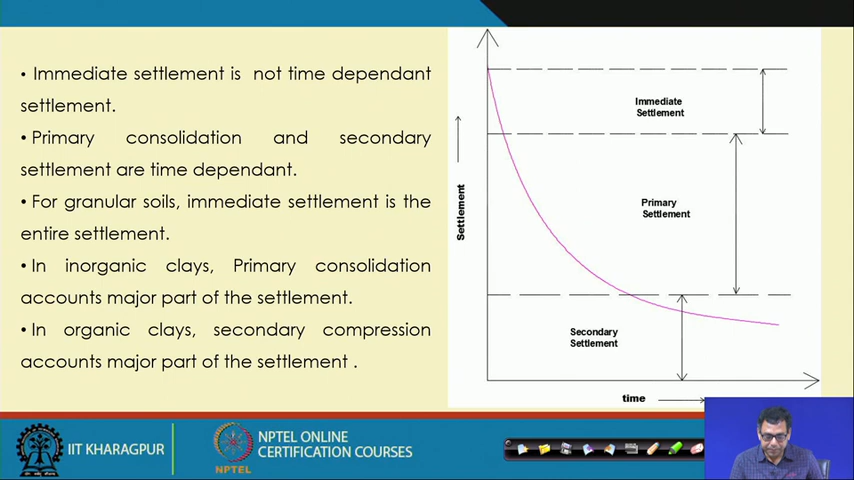 • Immediate settlement is not time dependant
settlement.
• Primary consolidation and secondary
settlement are time dependant.
• For granular soils, immediate settlement is the
entire settlement.
• In inorganic clays, Primary consolidation
accounts major part of the settlement.
• In organic clays, secondary compression
accounts major part of the settlement .
Settlement
Immediate
Settlement
Primary
Settlement
Secondary
Settlement
time
IIT KHARAGPUR
NPTEL
NPTEL ONLINE
CERTIFICATION COURSES